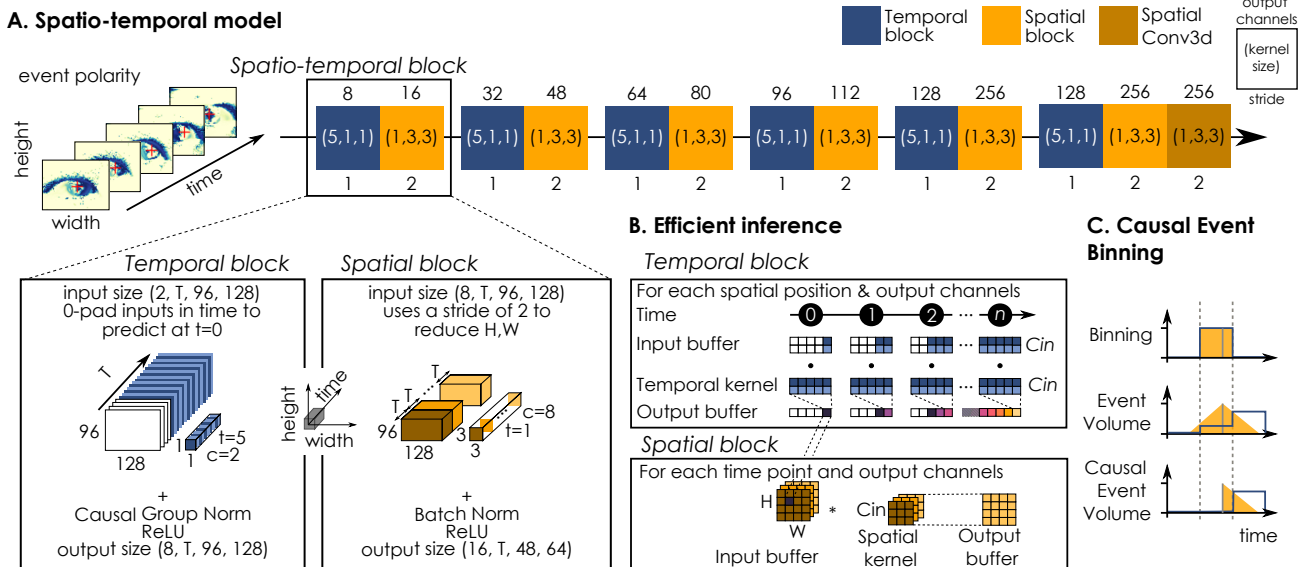 A. Spatio-temporal model
Temporal block
Spatial block
Spatial Conv3d
output channels
(kernel size)
stride
event polarity
height
width
time
Spatio-temporal block
8 16 32 48 64 80 96 112 128 256 128 256 256
(5,1,1) (1,3,3) (5,1,1) (1,3,3) (5,1,1) (1,3,3) (5,1,1) (1,3,3) (5,1,1) (1,3,3) (5,1,1) (1,3,3) (1,3,3)
1 2 1 2 1 2 1 2 1 2 1 2 2
Temporal block
input size (2, T, 96, 128)
0-pad inputs in time to
predict at t=0
T
96
128
1
1
t=5
c=2
+
Causal Group Norm
ReLU
output size (8, T, 96, 128)
height
time
width
Spatial block
input size (8, T, 96, 128)
uses a stride of 2 to
reduce H,W
T
T
T
96
128
3
3
c=8
t=1
+
Batch Norm
ReLU
output size (16, T, 48, 64)
B. Efficient inference
Temporal block
For each spatial position & output channels
Time 0 1 2 ... n
Input buffer ... Cin
Temporal kernel ... Cin
Output buffer ...
Spatial block
For each time point and output channels
H
W
*
Cin
Input buffer
Spatial kernel
Output buffer
C. Causal Event
Binning
Binning
Event
Volume
Causal
Event
Volume
time